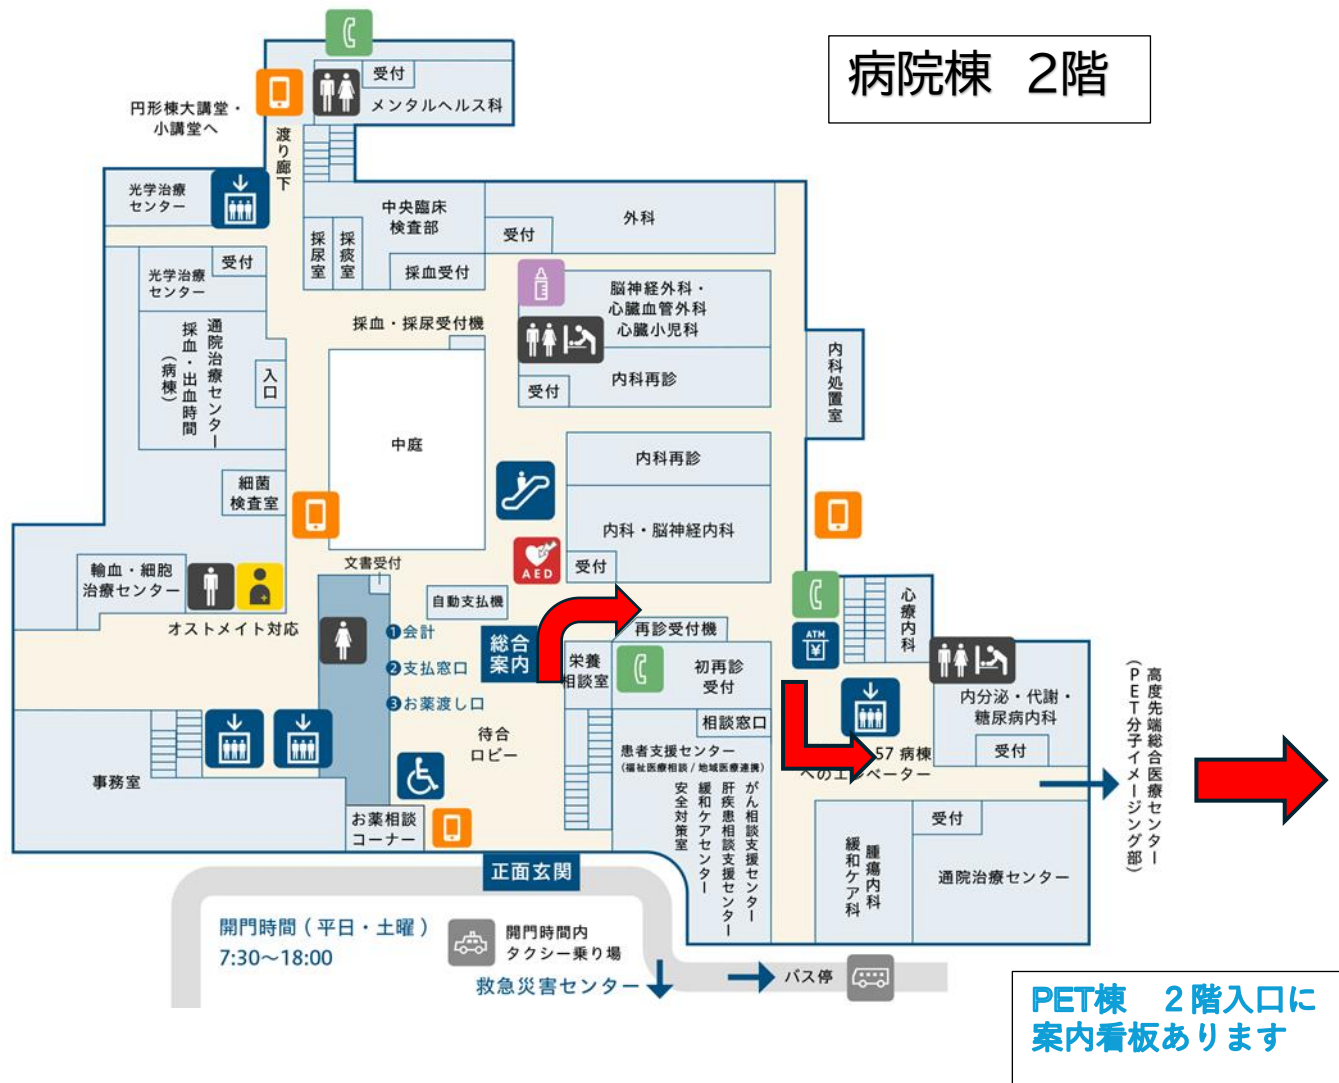 病院棟　2階
受付
メンタルヘルス科
円形棟大講堂・
小講堂へ
渡り廊下
光学治療
センター
中央臨床
検査部
外科
受付
採尿室
採痰室
採血受付
受付
光学治療
センター
脳神経外科・
心臓血管外科
心臓小児科
採血・採尿受付機
通院治療センター
採血・出血時間
(病棟)
入口
内科再診
受付
内科処置室
中庭
内科再診
細菌
検査室
内科・脳神経内科
AED
受付
文書受付
輸血・細胞
治療センター
オストメイト対応
自動支払機
❶会計
❷支払窓口
❸お薬渡し口
総合
案内
再診受付機
栄養
相談室
初再診
受付
ATM
¥
心療内科
内分泌・代謝・
糖尿病内科
受付
相談窓口
待合
ロビー
患者支援センター
(福祉医療相談/地域医療連携)
がん相談支援センター
肝疾患相談支援センター
緩和ケアセンター
安全対策室
57 病棟
へのエレベーター
高度先端総合医療センター
(PET分子イメージング部)
事務室
お薬相談
コーナー
受付
腫瘍内科
緩和ケア科
通院治療センター
正面玄関
開門時間(平日・土曜)
7:30～18:00
開門時間内
タクシー乗り場
救急災害センター
バス停
PET棟　２階入口に
案内看板あります